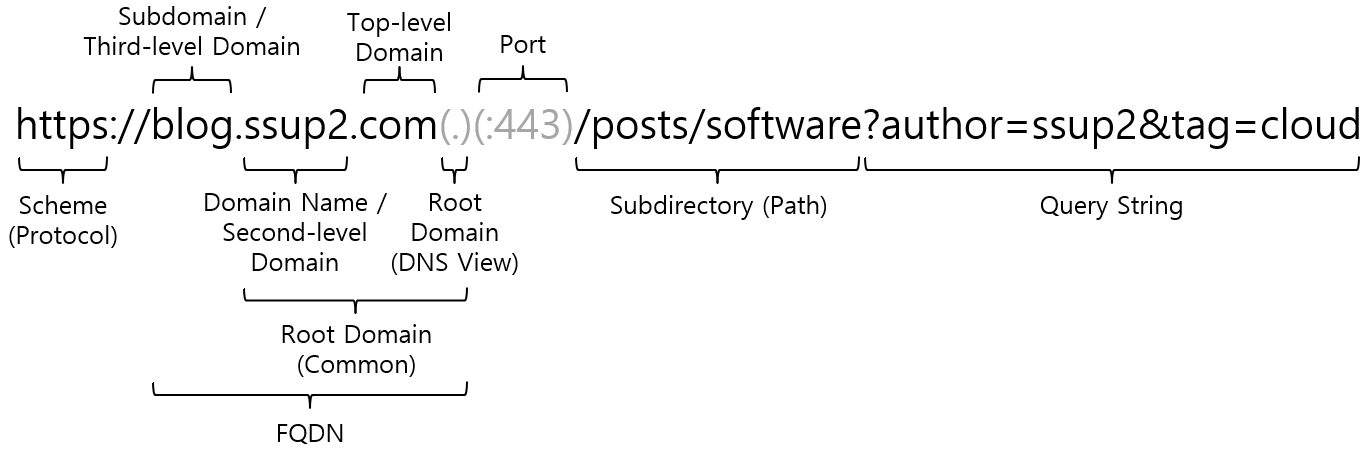 Subdomain /
Third-level Domain
Top-level
Domain
Port
https://blog.ssup2.com(.)(:443)/posts/software?author=ssup2&tag=cloud
Scheme
(Protocol)
Domain Name /
Second-level
Domain
Root
Domain
(DNS View)
Subdirectory (Path)
Query String
Root Domain
(Common)
FQDN